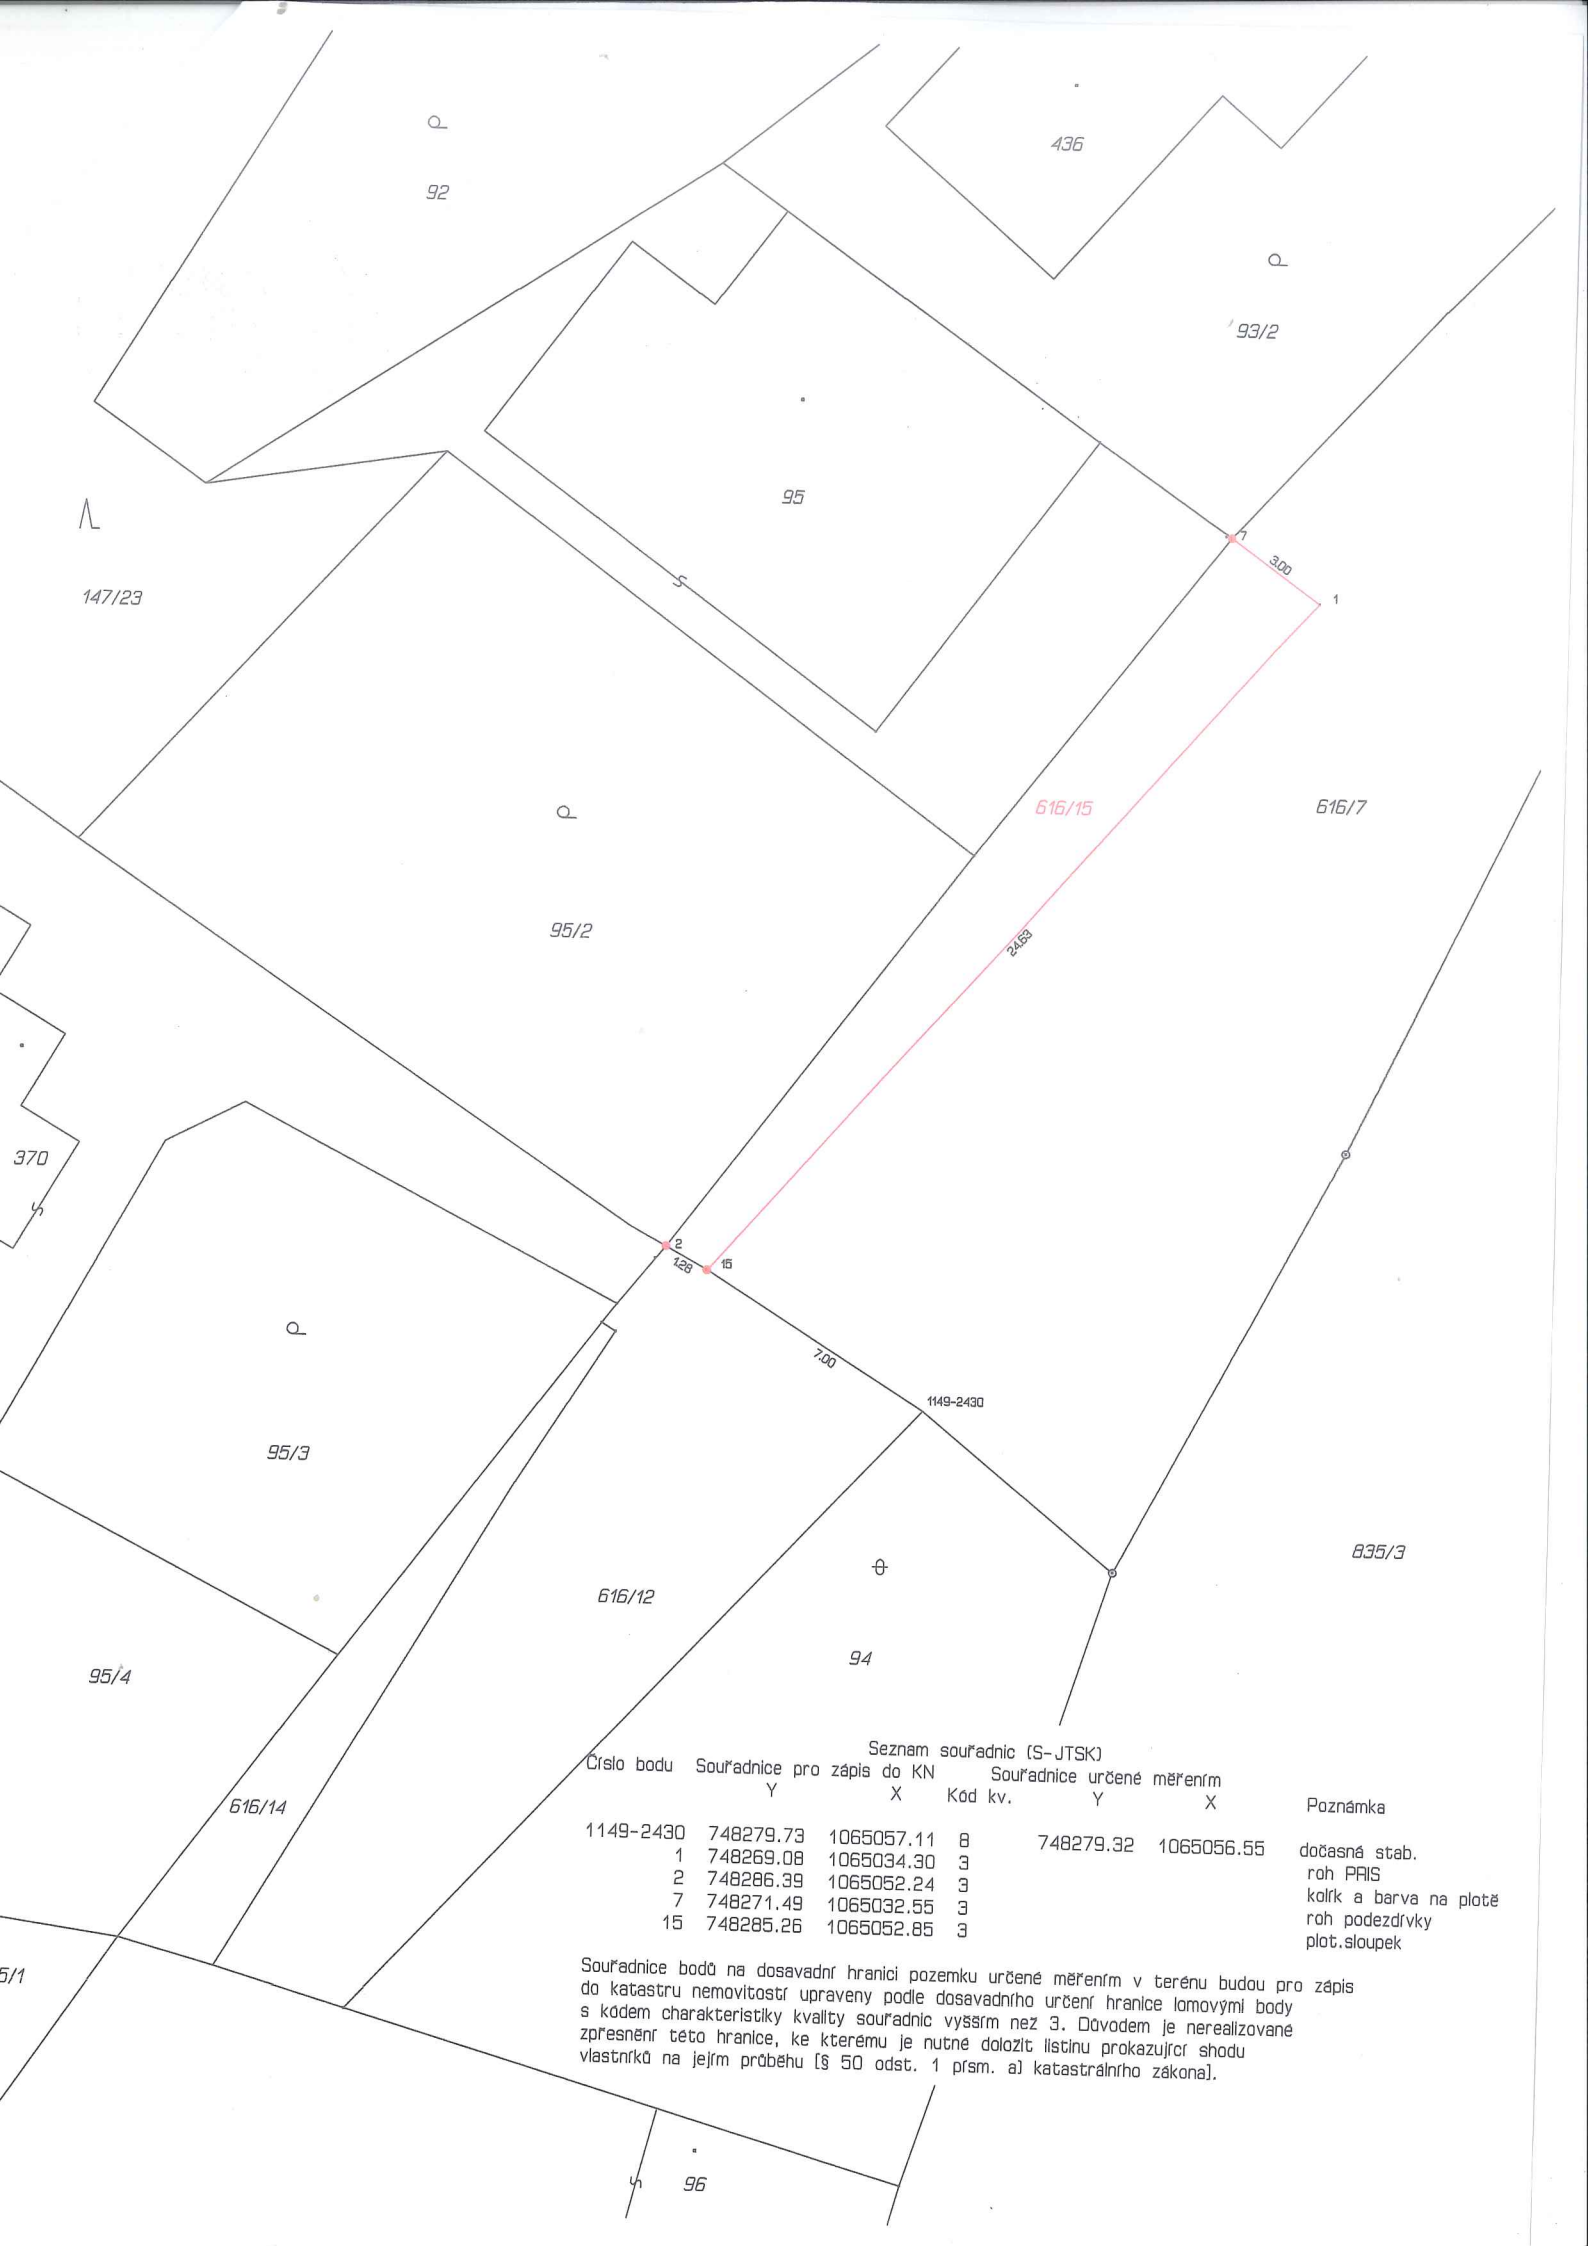 92
436
93/2
95
7
3.00
1
147/23
616/15
616/7
95/2
24.63
370
2
1.28
15
7.00
1149-2430
95/3
835/3
616/12
94
95/4
616/14
Seznam souřadnic (S-JTSK)
Číslo bodu Souřadnice pro zápis do KN Souřadnice určené měřením
Y X Kód kv. Y X Poznámka
1149-2430 748279.73 1065057.11 8 748279.32 1065056.55 dočasná stab.
1 748269.08 1065034.30 3 roh PRIS
2 748286.39 1065052.24 3 kolík a barva na plotě
7 748271.49 1065032.55 3 roh podezdívky
15 748285.26 1065052.85 3 plot.sloupek
5/1
Souřadnice bodů na dosavadní hranici pozemku určené měřením v terénu budou pro zápis
do katastru nemovitostí upraveny podle dosavadního určení hranice lomovými body
s kódem charakteristiky kvality souřadnic vyšším než 3. Důvodem je nerealizované
zpřesnění této hranice, ke kterému je nutné doložit listinu prokazující shodu
vlastníků na jejím průběhu [§ 50 odst. 1 písm. a) katastrálního zákona].
96